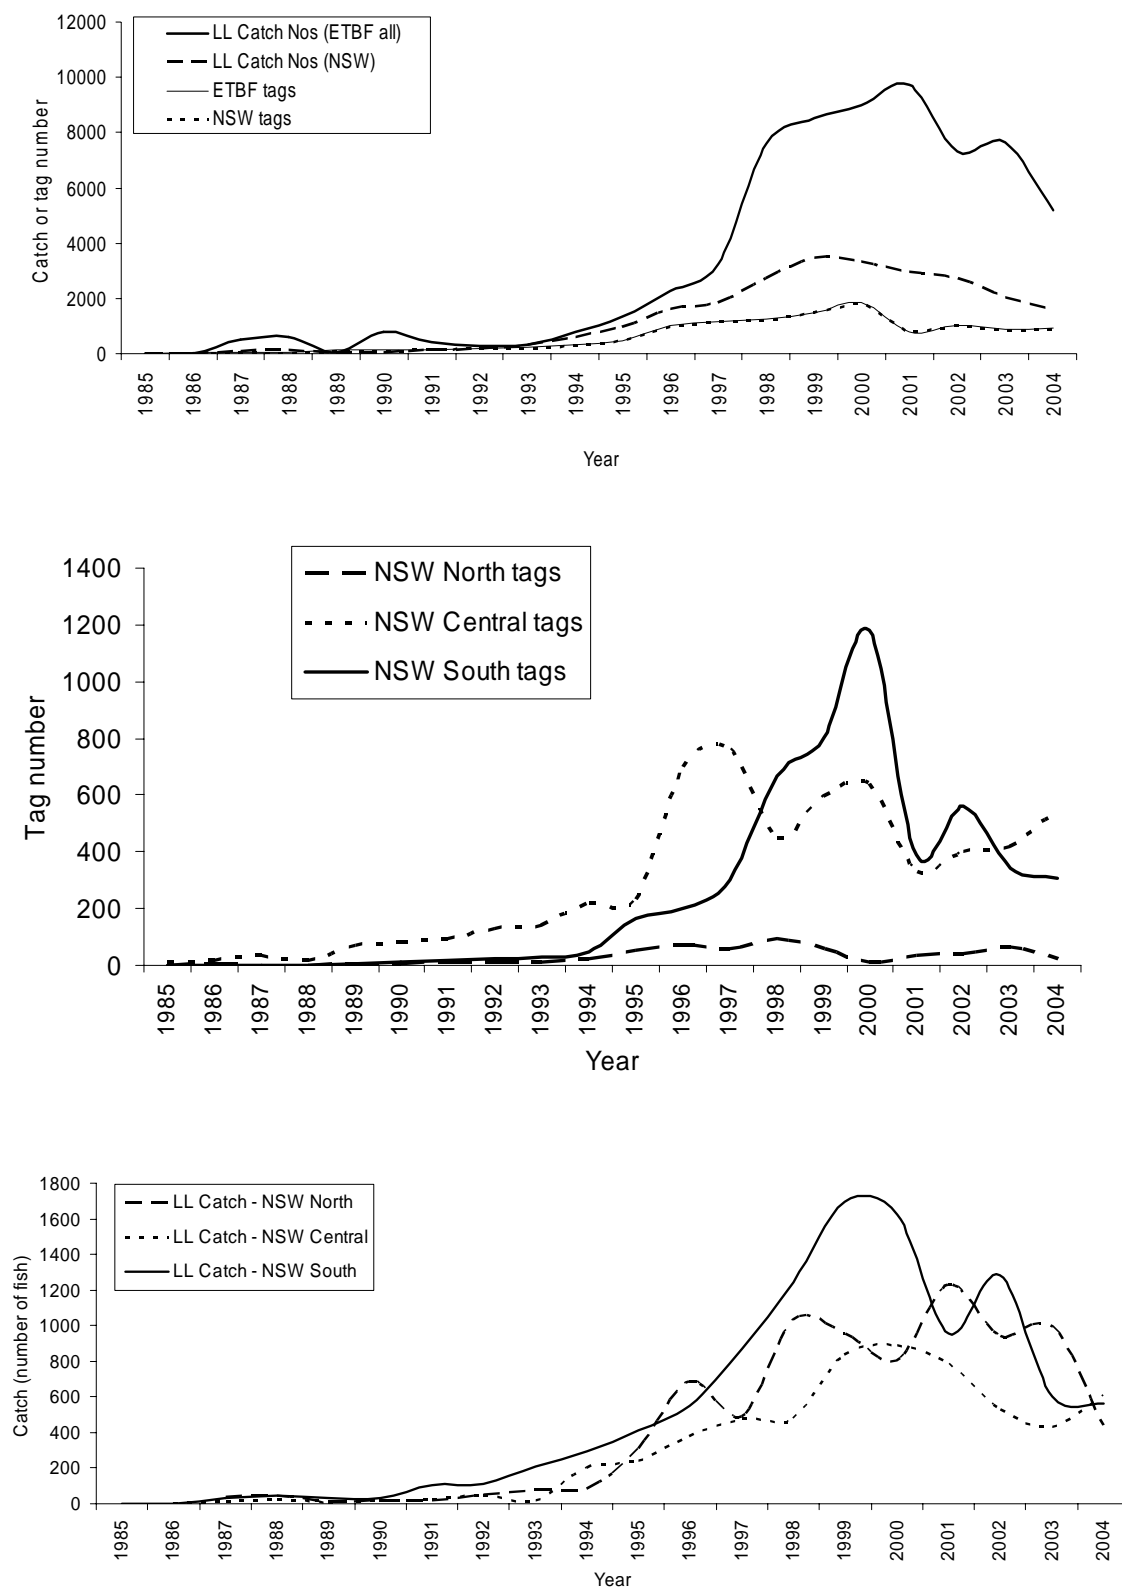 12000
10000
8000
6000
4000
2000
0
Catch or tag number
LL Catch Nos (ETBF all)
LL Catch Nos (NSW)
ETBF tags
NSW tags
1985 1986 1987 1988 1989 1990 1991 1992 1993 1994 1995 1996 1997 1998 1999 2000 2001 2002 2003 2004
Year
1400
1200
1000
800
600
400
200
0
Tag number
NSW North tags
NSW Central tags
NSW South tags
1985 1986 1987 1988 1989 1990 1991 1992 1993 1994 1995 1996 1997 1998 1999 2000 2001 2002 2003 2004
Year
1800
1600
1400
1200
1000
800
600
400
200
0
Catch (number of fish)
LL Catch - NSW North
LL Catch - NSW Central
LL Catch - NSW South
1985 1986 1987 1988 1989 1990 1991 1992 1993 1994 1995 1996 1997 1998 1999 2000 2001 2002 2003 2004
Year